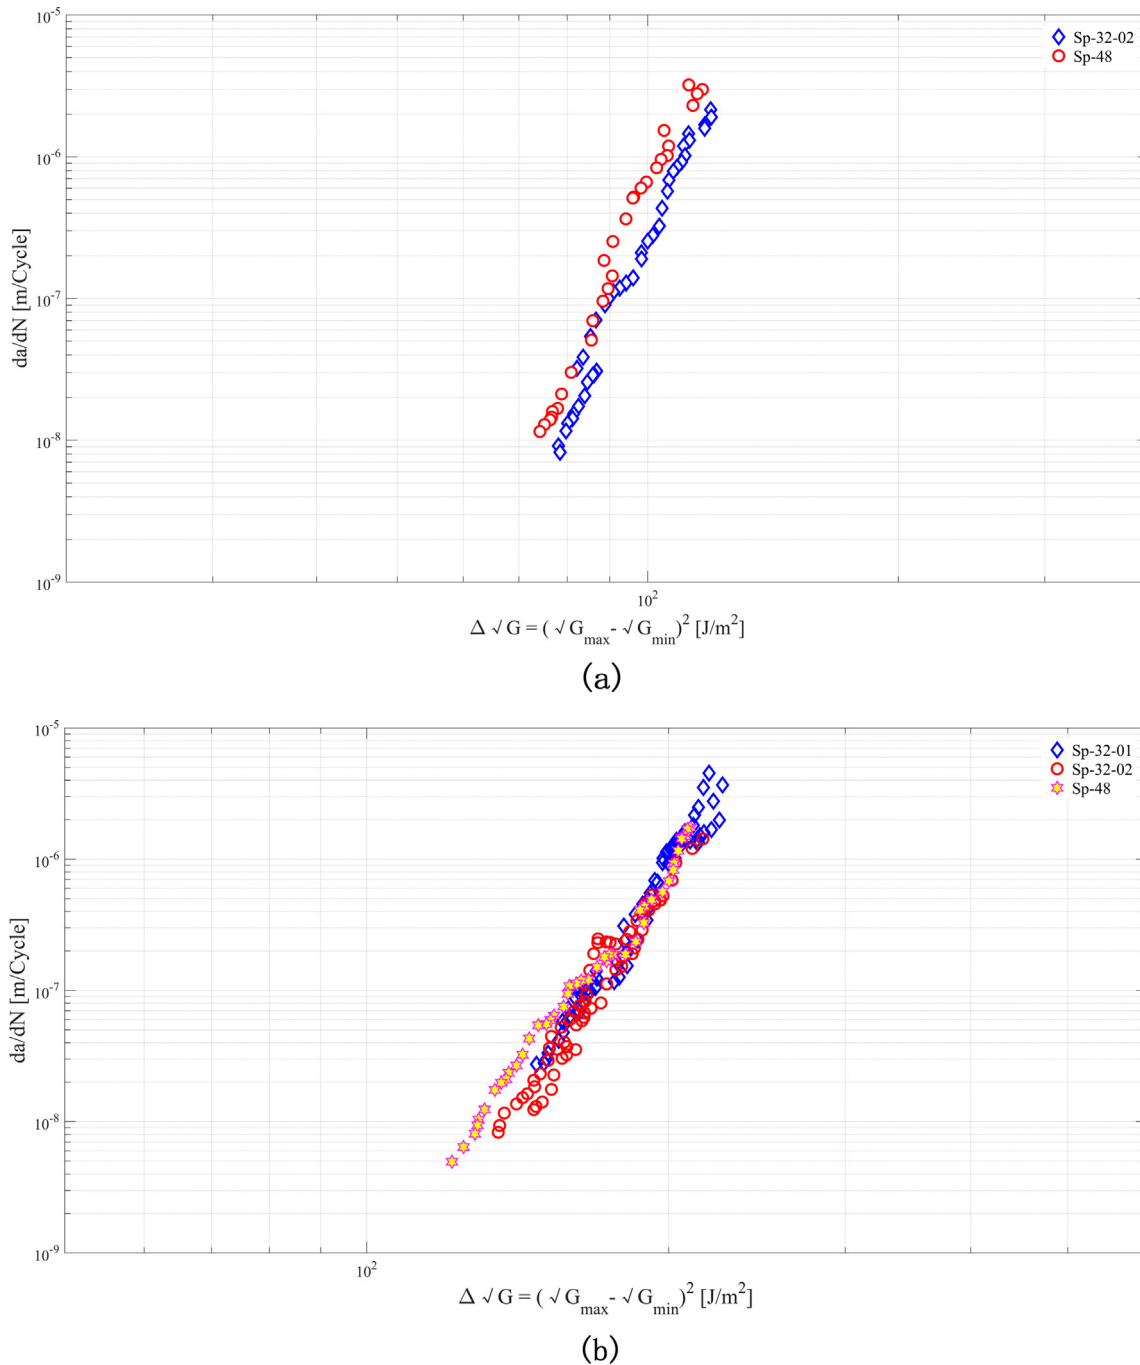 10^-5
Sp-32-02
Sp-48
10^-6
da/dN [m/Cycle]
10^-7
10^-8
10^-9
10^2
Δ √G = ( √G_max - √G_min)^2 [J/m^2]
(a)
10^-5
Sp-32-01
Sp-32-02
Sp-48
10^-6
da/dN [m/Cycle]
10^-7
10^-8
10^-9
10^2
Δ √G = ( √G_max - √G_min)^2 [J/m^2]
(b)